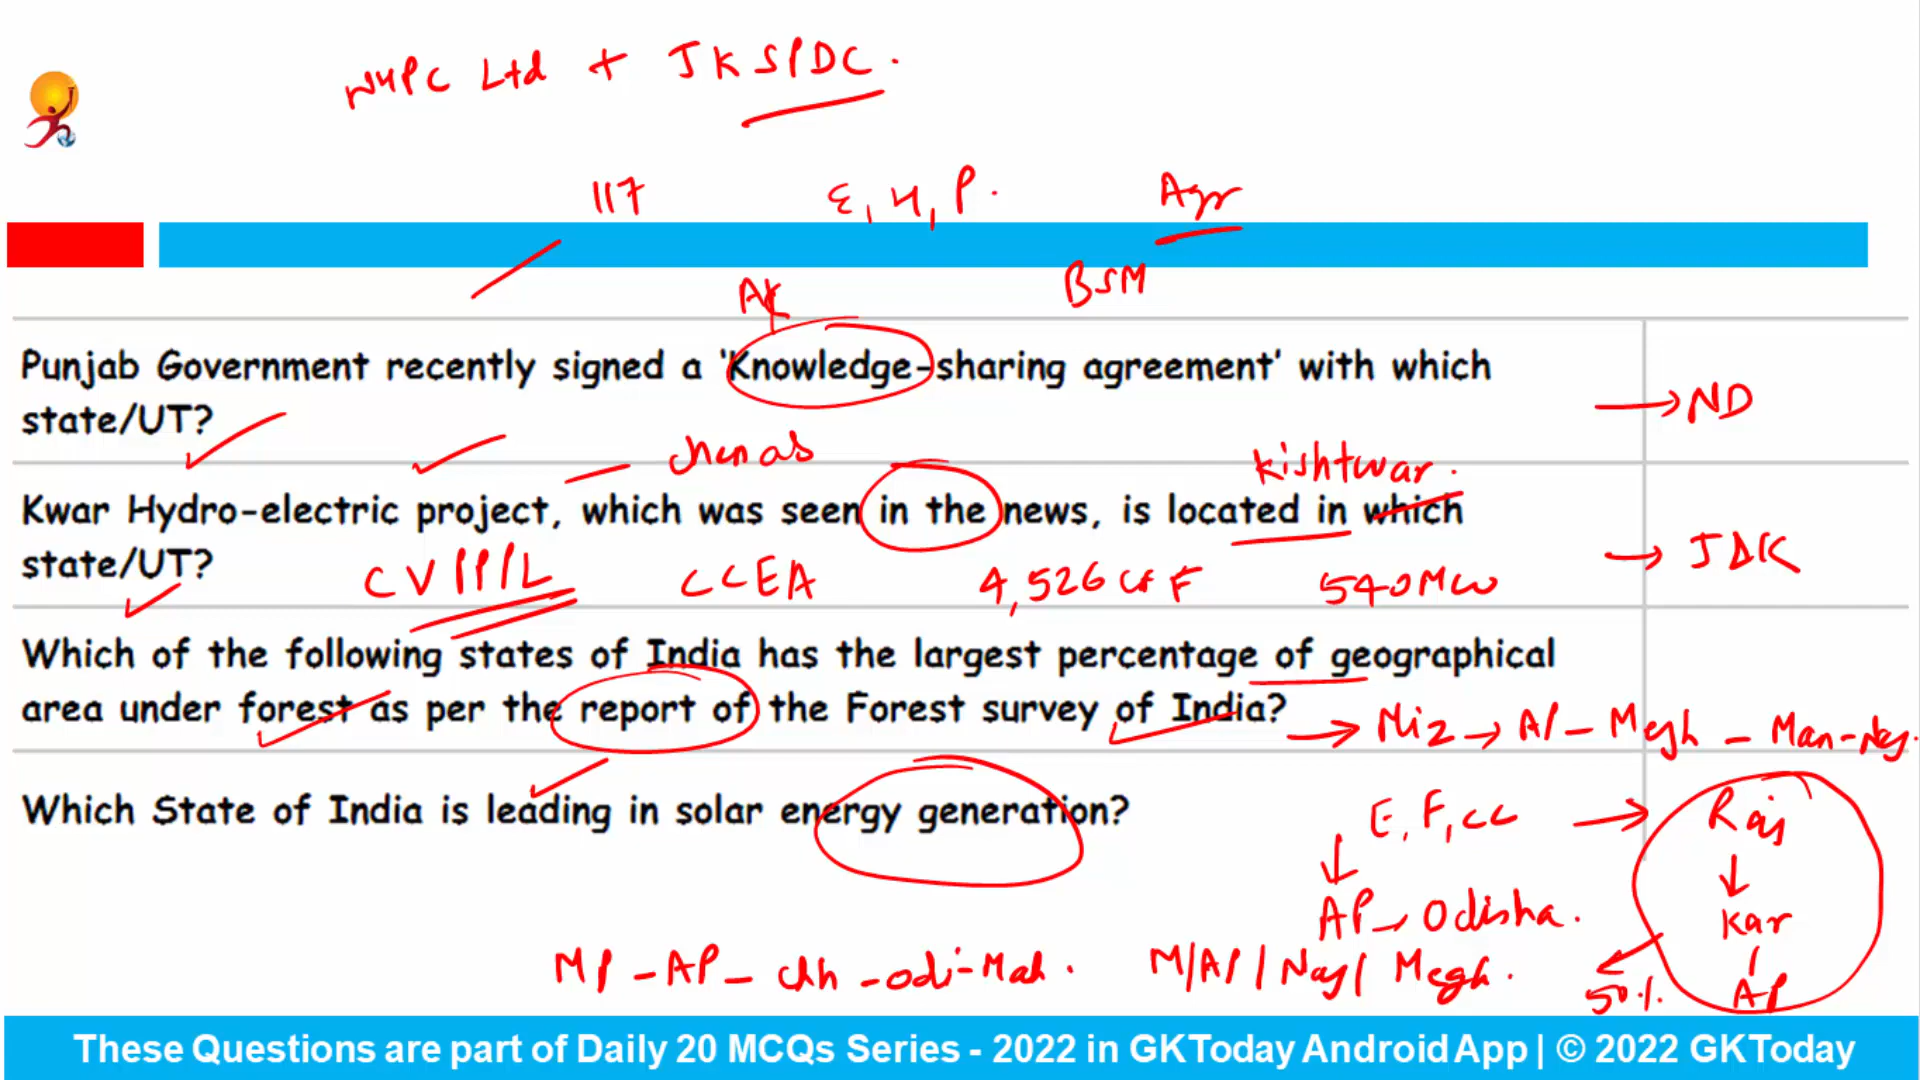 NHPC Ltd + JKSPDC.
117 E, H, P. Agr
AK BSM
Punjab Government recently signed a ‘Knowledge-sharing agreement’ with which
state/UT?
→ ND
chenab Kishtwar.
Kwar Hydro-electric project, which was seen in the news, is located in which
state/UT?
→ J&K
CVPPPL CCEA 4,526 Cr F 540MW
Which of the following states of India has the largest percentage of geographical
area under forest as per the report of the Forest survey of India?
→ Miz → AP - Megh - Man - Nag.
Which State of India is leading in solar energy generation?
E, F, CC → Raj
↓ ↓
AP → Odisha. Kar
MP - AP - Chh - Odi - Mah. M/AP/Nag/Megh. 50%. AP
These Questions are part of Daily 20 MCQs Series - 2022 in GKToday Android App | © 2022 GKToday